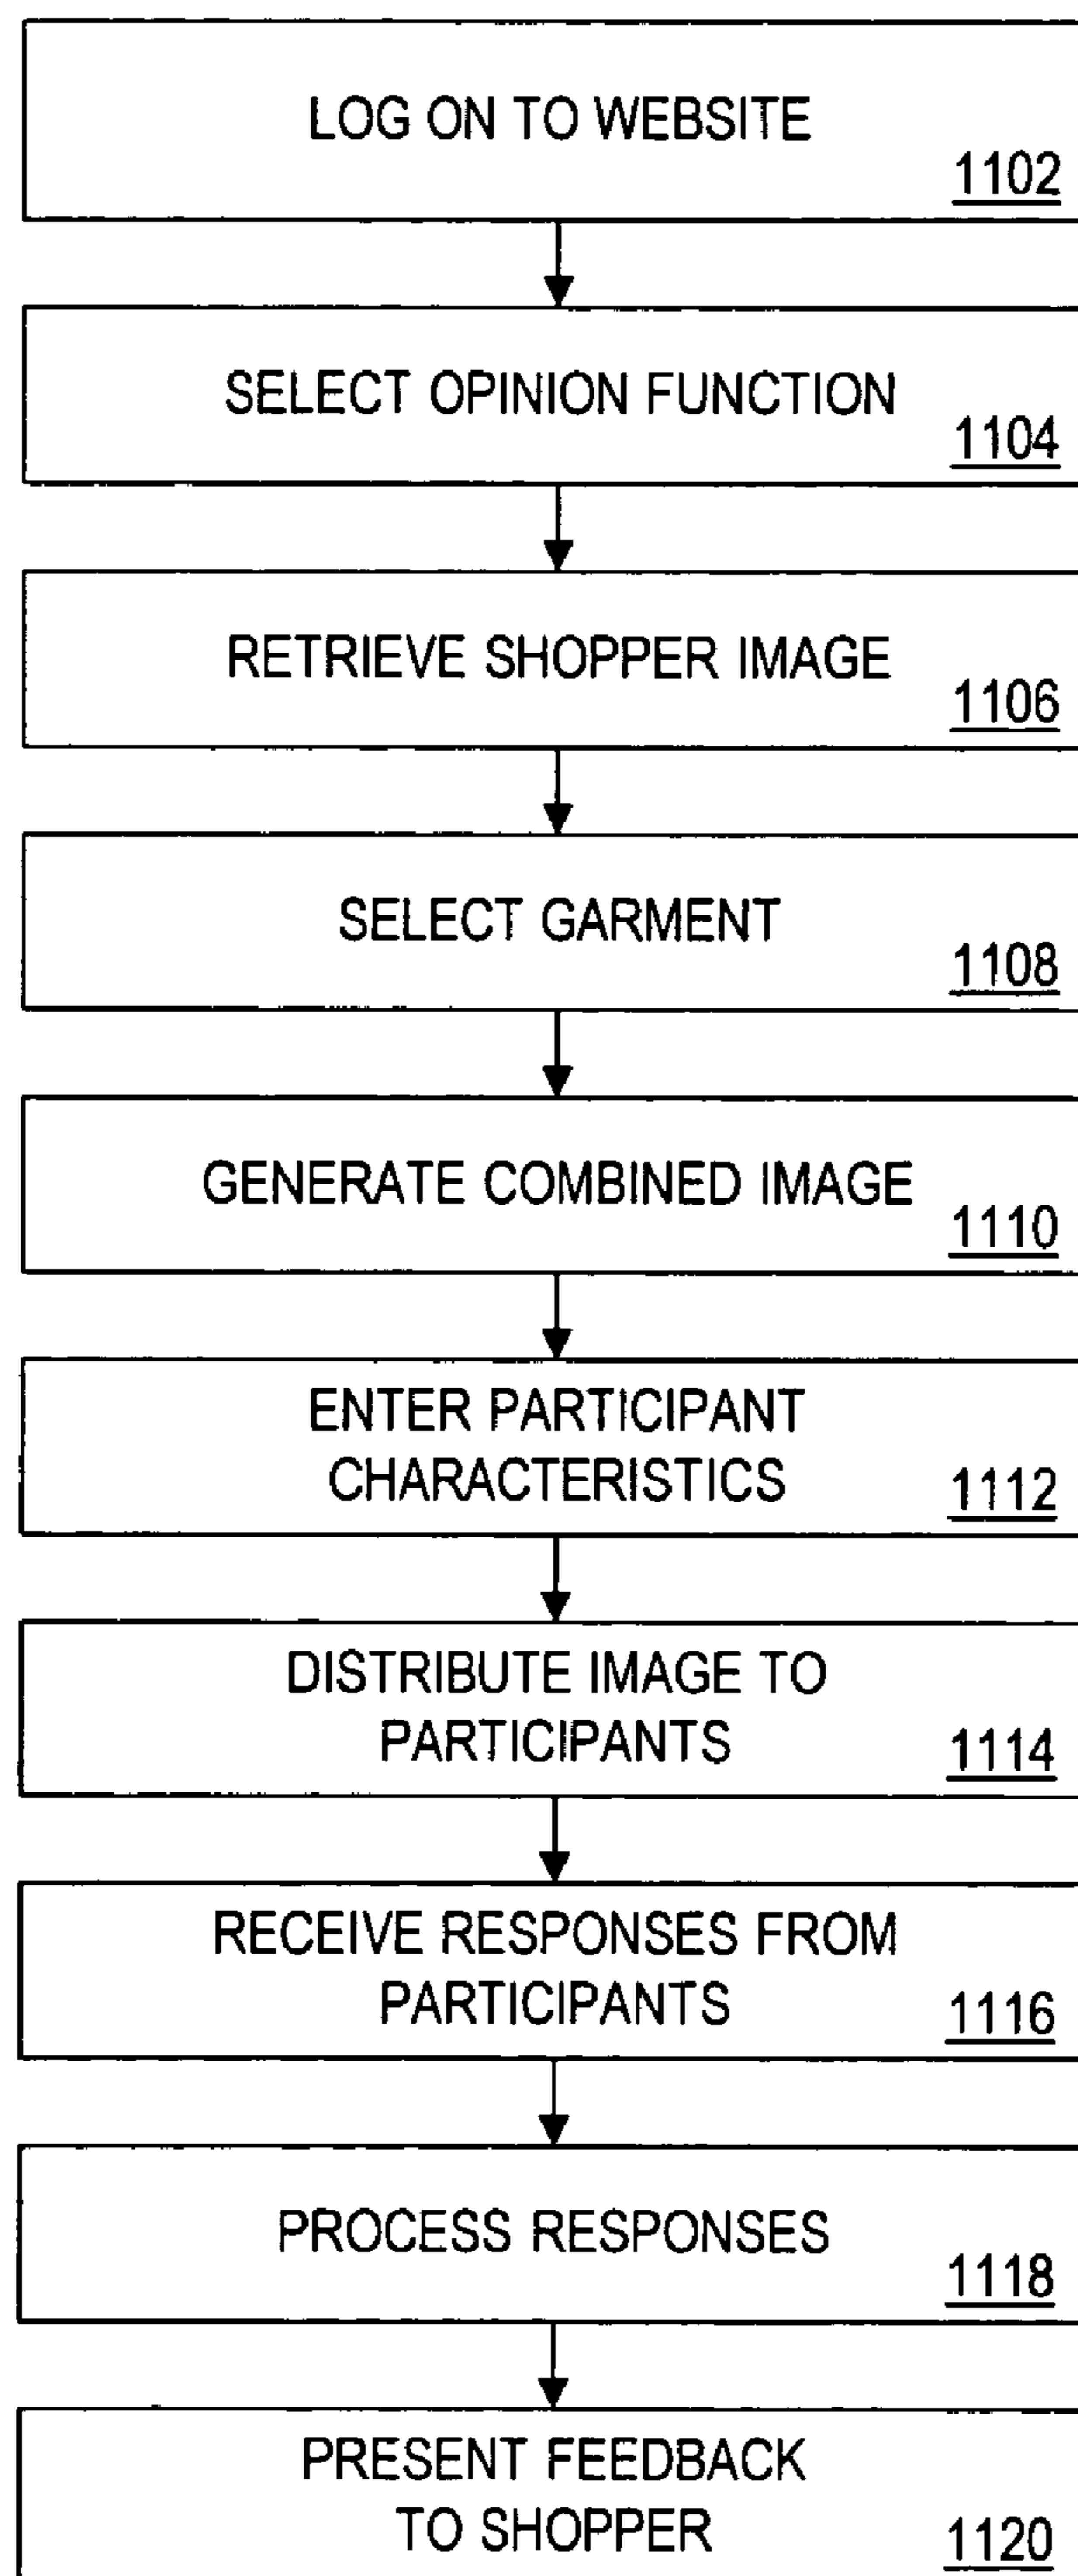 LOG ON TO WEBSITE
1102
SELECT OPINION FUNCTION
1104
RETRIEVE SHOPPER IMAGE
1106
SELECT GARMENT
1108
GENERATE COMBINED IMAGE
1110
ENTER PARTICIPANT
CHARACTERISTICS
1112
DISTRIBUTE IMAGE TO
PARTICIPANTS
1114
RECEIVE RESPONSES FROM
PARTICIPANTS
1116
PROCESS RESPONSES
1118
PRESENT FEEDBACK
TO SHOPPER
1120